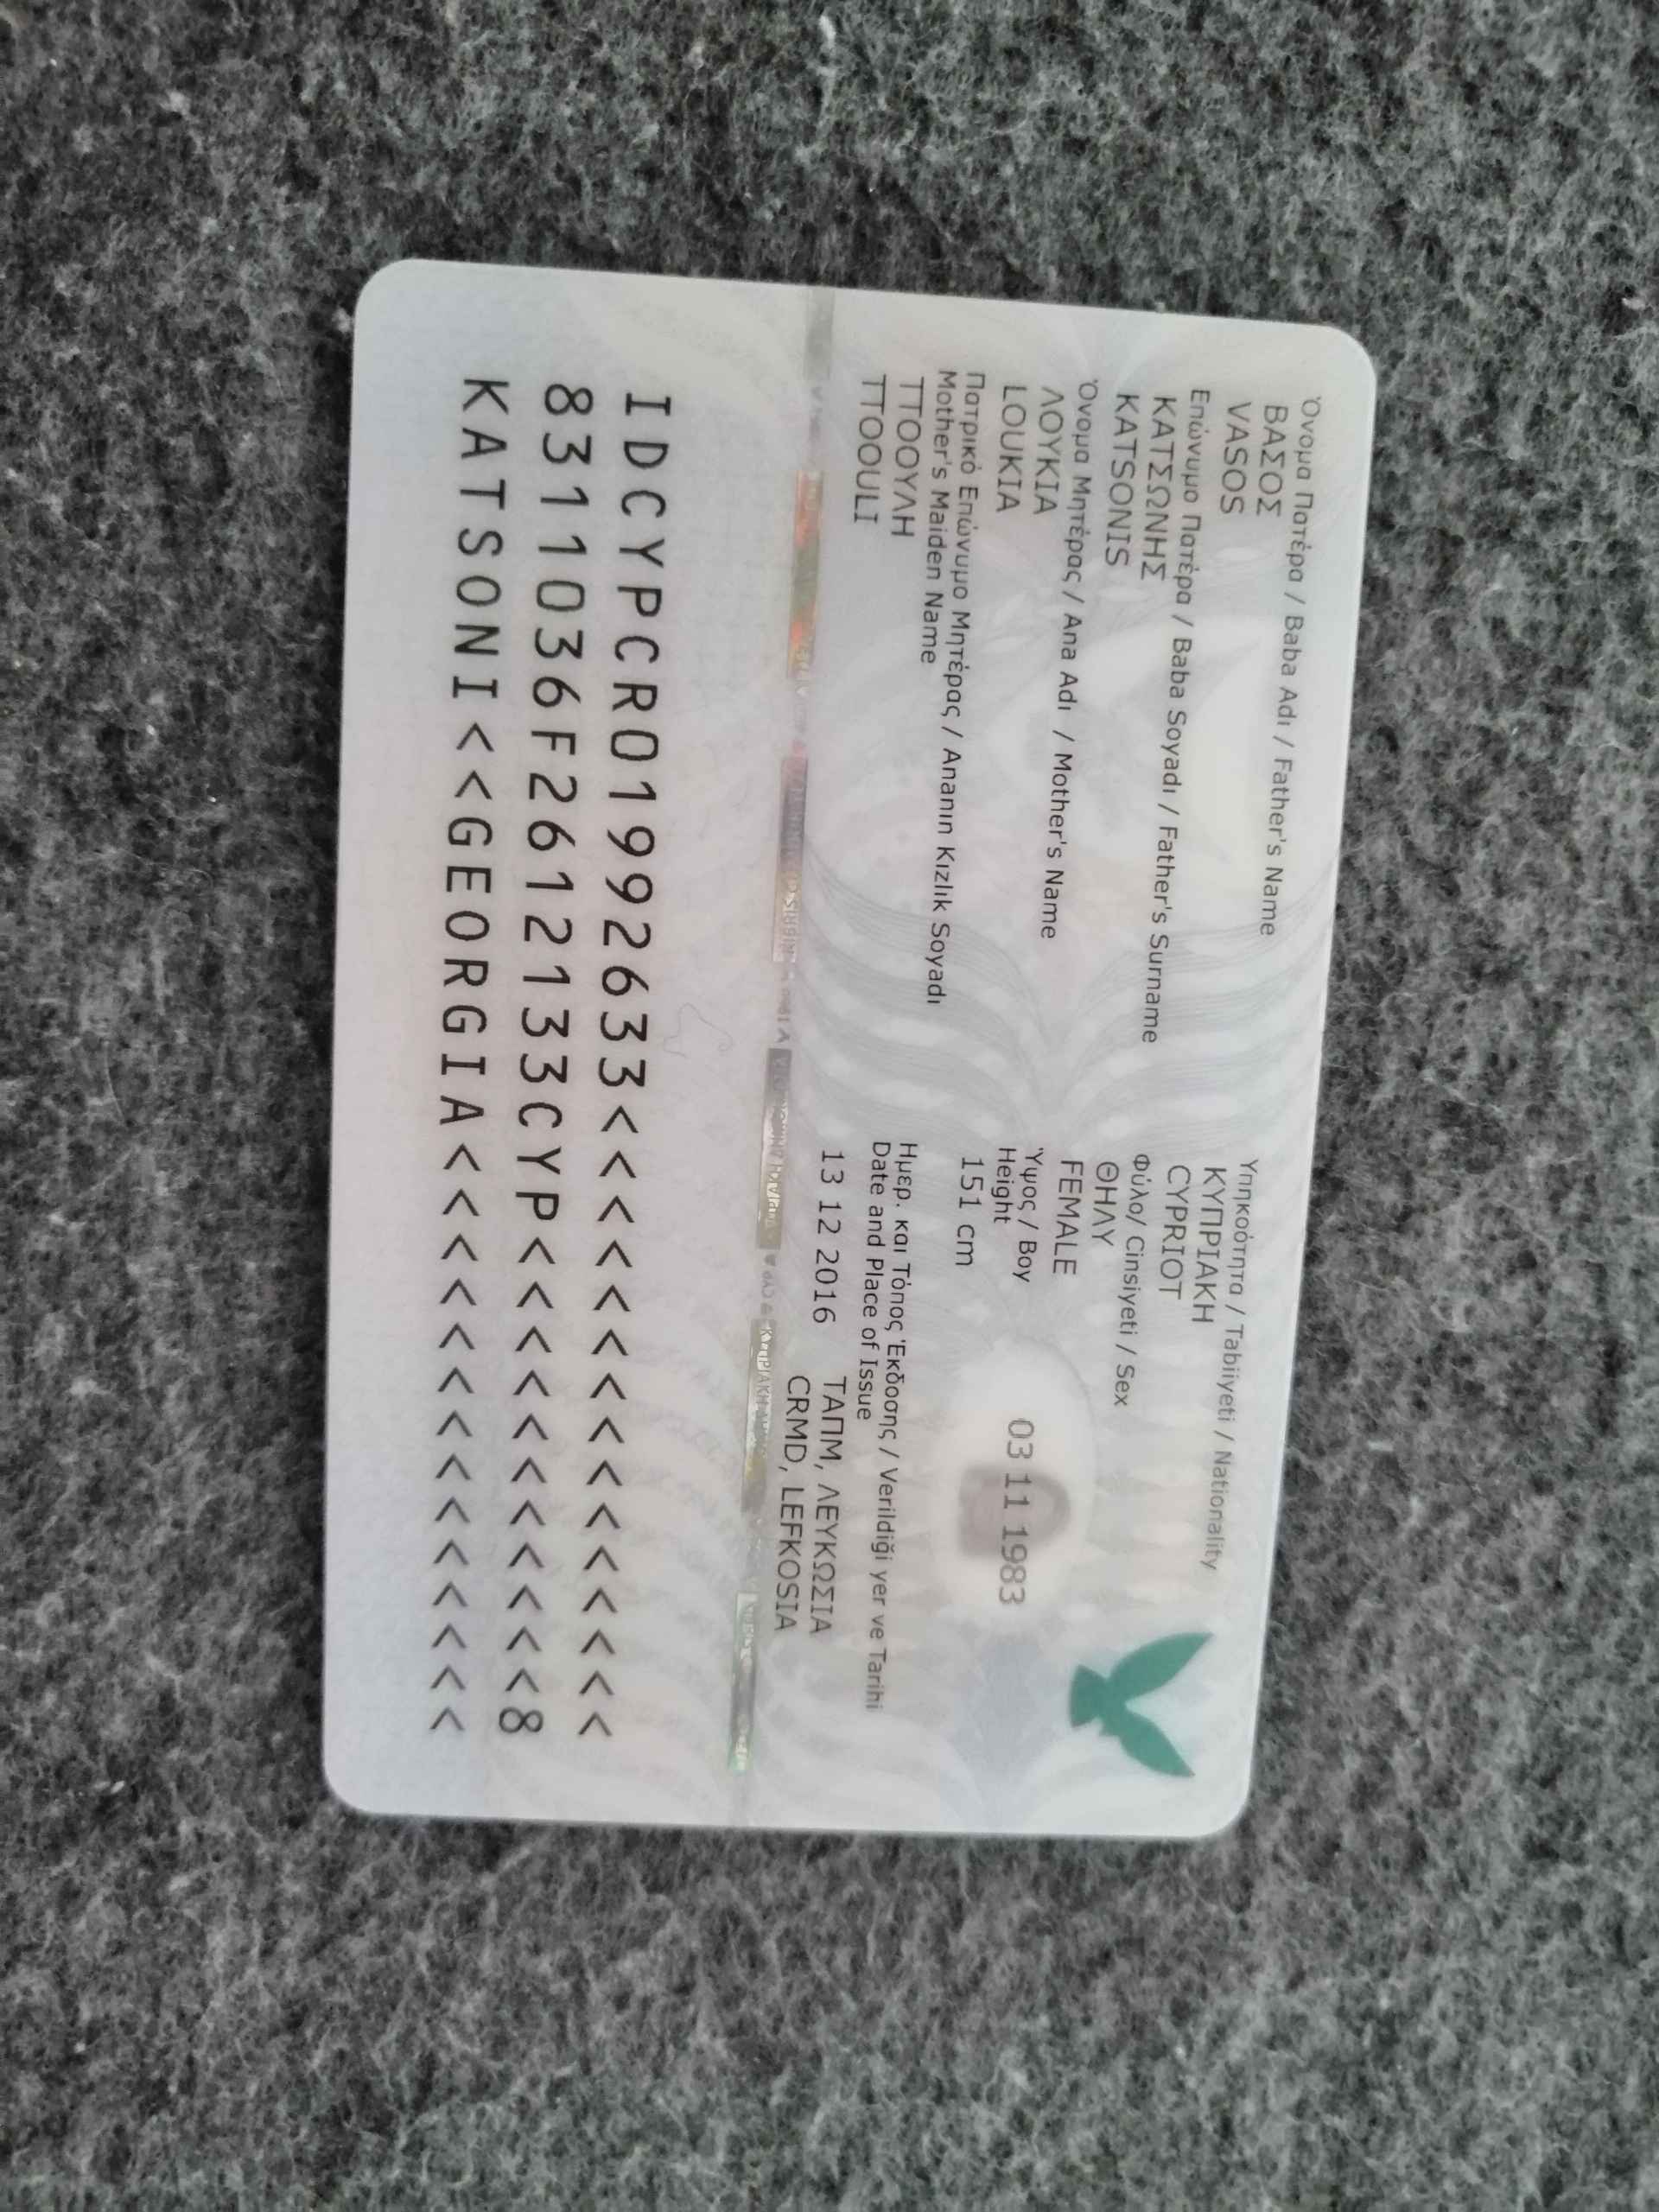 Όνομα Πατέρα / Baba Adı / Father's Name
ΒΑΣΟΣ
VASOS
Επώνυμο Πατέρα / Baba Soyadı / Father's Surname
ΚΑΤΣΩΝΗΣ
KATSONIS
Όνομα Μητέρας / Ana Adı / Mother's Name
ΛΟΥΚΙΑ
LOUKIA
Πατρικό Επώνυμο Μητέρας / Ananın Kızlık Soyadı
Mother's Maiden Name
ΤΤΟΟΥΛΗ
TTOOULI
Υπηκοότητα / Tabiiyeti / Nationality
ΚΥΠΡΙΑΚΗ
CYPRIOT
Φύλο/ Cinsiyeti / Sex
ΘΗΛΥ
FEMALE
Ύψος / Boy
Height
151 cm
03 11 1983
Ημερ. και Τόπος Έκδοσης / Verildiği yer ve Tarihi
Date and Place of Issue
13 12 2016
ΤΑΠΜ, ΛΕΥΚΩΣΙΑ
CRMD, LEFKOSIA
IDCYPCR01992633<<<<<<<<<<<<<<<
8311036F2612133CYP<<<<<<<<<<<8
KATSONI<<GEORGIA<<<<<<<<<<<<<<